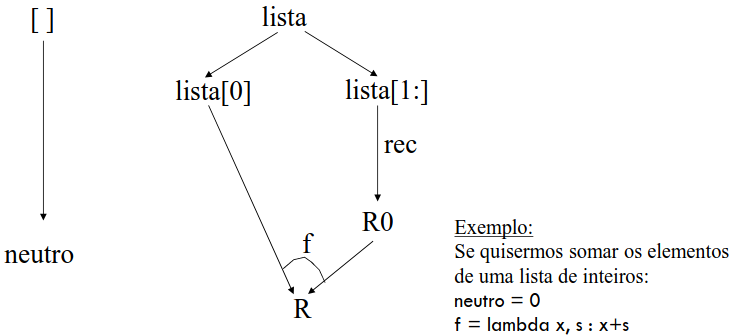 [ ]
lista
lista[0]
lista[1:]
rec
R0
f
neutro
R
Exemplo:
Se quisermos somar os elementos
de uma lista de inteiros:
neutro = 0
f = lambda x, s : x+s